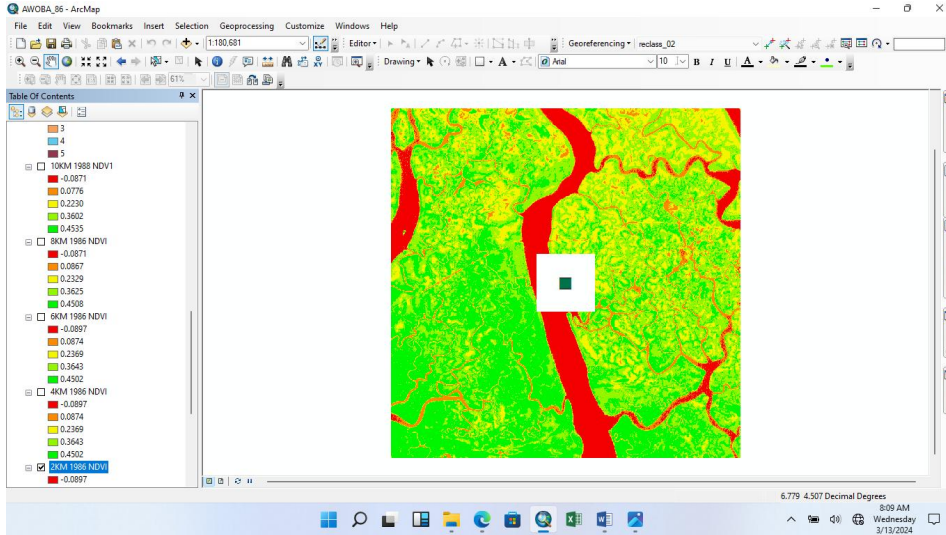 AWOBA_86 - ArcMap
File Edit View Bookmarks Insert Selection Geoprocessing Customize Windows Help
1:180,681 Editor Georeferencing reclass_02
Drawing A Arial 10 B I U A
61%
Table Of Contents
3
4
5
10KM 1988 NDV1
-0.0871
0.0776
0.2230
0.3602
0.4535
8KM 1986 NDVI
-0.0871
0.0867
0.2329
0.3625
0.4508
6KM 1986 NDVI
-0.0897
0.0874
0.2369
0.3643
0.4502
4KM 1986 NDVI
-0.0897
0.0874
0.2369
0.3643
0.4502
2KM 1986 NDVI
-0.0897
6.779 4.507 Decimal Degrees
8:09 AM
Wednesday
3/13/2024